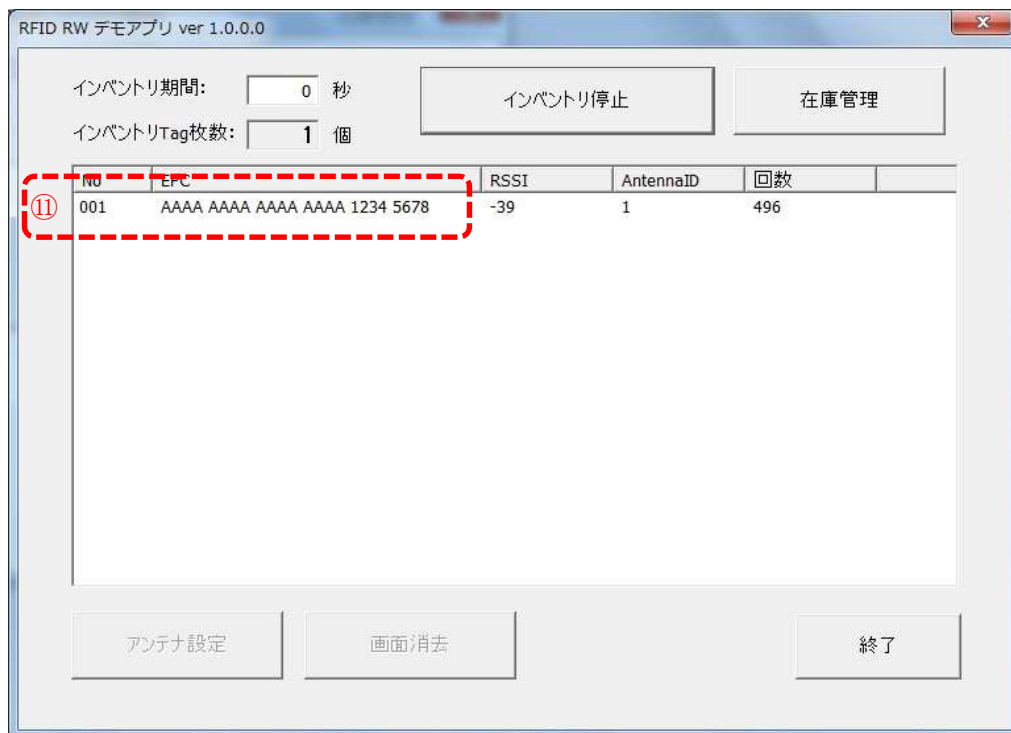 RFID RW デモアプリ ver 1.0.0.0
インベントリ期間: 0 秒 インベントリ停止 在庫管理
インベントリTag枚数: 1 個
No EPC RSSI AntennaID 回数
⑪ 001 AAAA AAAA AAAA AAAA 1234 5678 -39 1 496
アンテナ設定 画面消去 終了